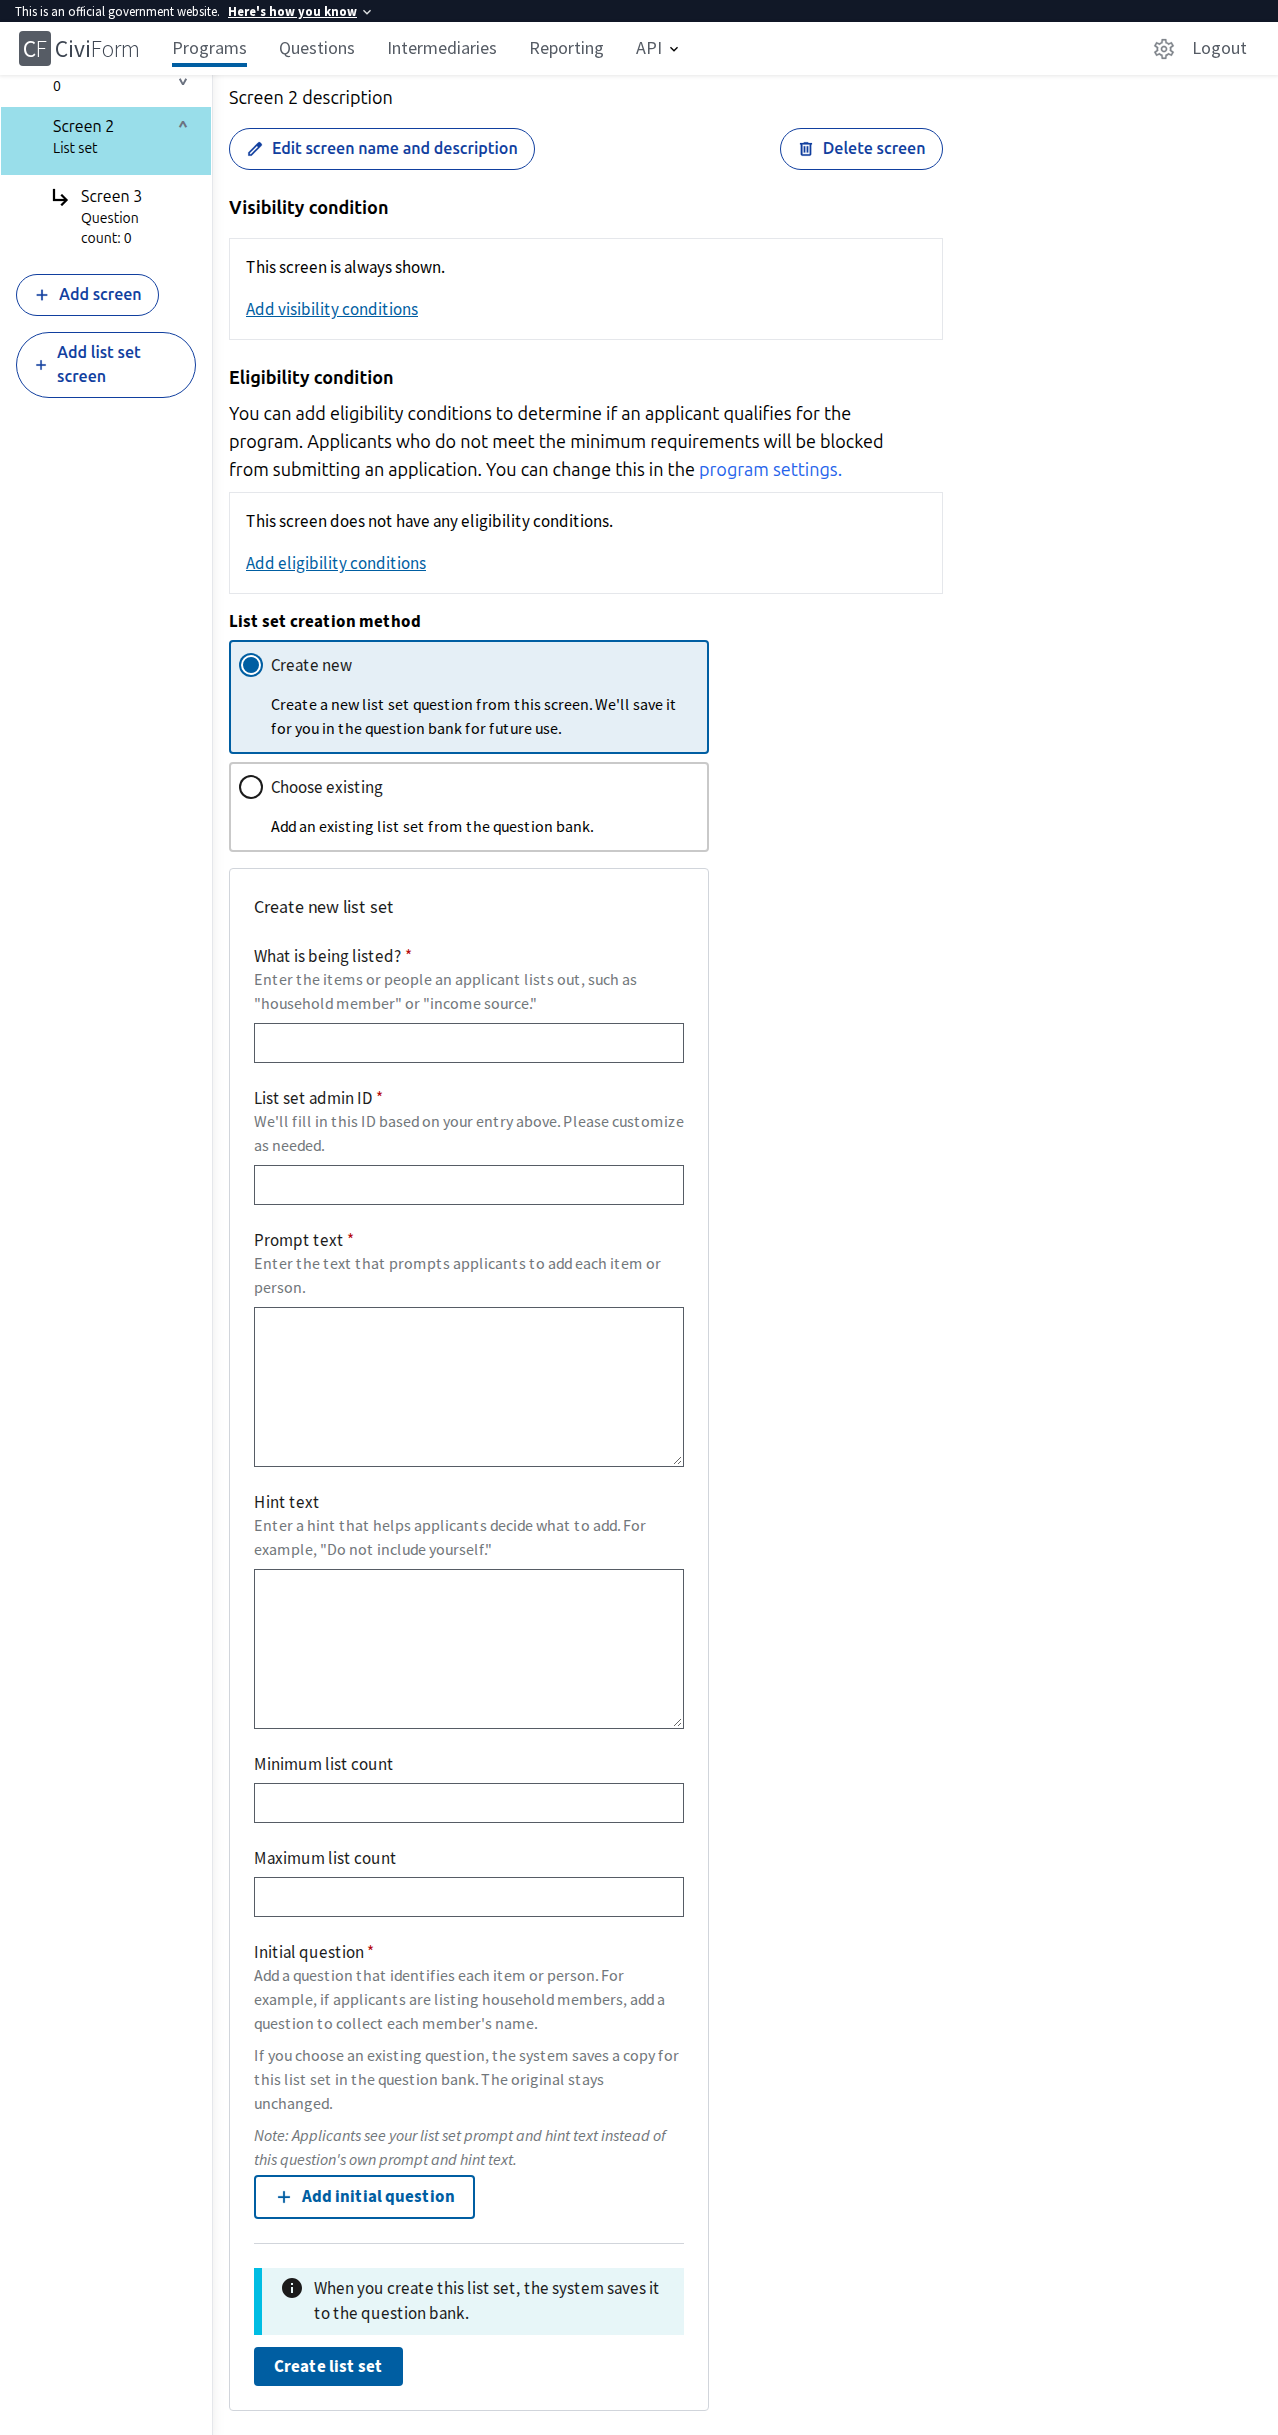 This is an official government website. Here's how you know
CF CiviForm Programs Questions Intermediaries Reporting API Logout
0
Screen 2
List set
Screen 3
Question
count: 0
Add screen
Add list set
screen
Screen 2 description
Edit screen name and description Delete screen
Visibility condition
This screen is always shown.
Add visibility conditions
Eligibility condition
You can add eligibility conditions to determine if an applicant qualifies for the
program. Applicants who do not meet the minimum requirements will be blocked
from submitting an application. You can change this in the program settings.
This screen does not have any eligibility conditions.
Add eligibility conditions
List set creation method
Create new
Create a new list set question from this screen. We'll save it
for you in the question bank for future use.
Choose existing
Add an existing list set from the question bank.
Create new list set
What is being listed? *
Enter the items or people an applicant lists out, such as
"household member" or "income source."
List set admin ID *
We'll fill in this ID based on your entry above. Please customize
as needed.
Prompt text *
Enter the text that prompts applicants to add each item or
person.
Hint text
Enter a hint that helps applicants decide what to add. For
example, "Do not include yourself."
Minimum list count
Maximum list count
Initial question *
Add a question that identifies each item or person. For
example, if applicants are listing household members, add a
question to collect each member's name.
If you choose an existing question, the system saves a copy for
this list set in the question bank. The original stays
unchanged.
Note: Applicants see your list set prompt and hint text instead of
this question's own prompt and hint text.
Add initial question
When you create this list set, the system saves it
to the question bank.
Create list set